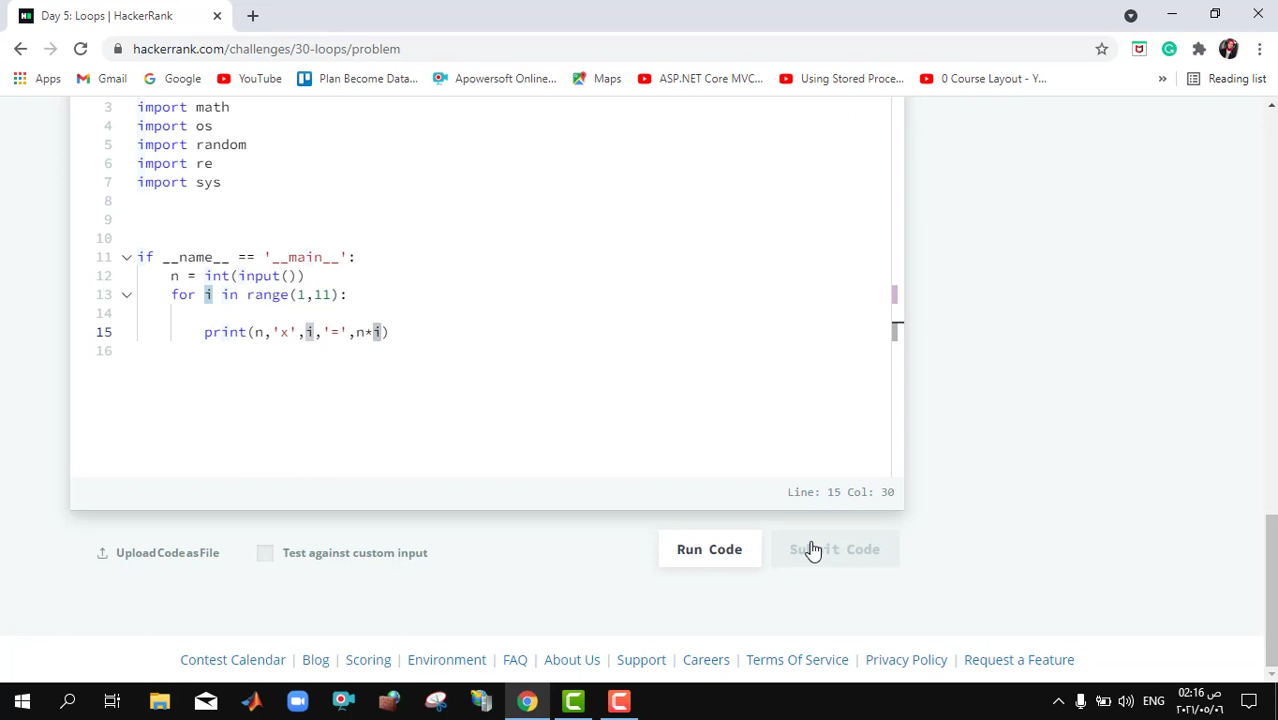 Day 5: Loops | HackerRank
hackerrank.com/challenges/30-loops/problem
Apps Gmail Google YouTube Plan Become Data... Apowersoft Online... Maps ASP.NET Core MVC... Using Stored Proce... 0 Course Layout - Y... » Reading list
3 import math
4 import os
5 import random
6 import re
7 import sys
8
9
10
11 if __name__ == '__main__':
12 n = int(input())
13 for i in range(1,11):
14
15 print(n,'x',i,'=',n*i)
16
Line: 15 Col: 30
Upload Code as File Test against custom input Run Code Submit Code
Contest Calendar | Blog | Scoring | Environment | FAQ | About Us | Support | Careers | Terms Of Service | Privacy Policy | Request a Feature
ENG 02:16 ص
٢٠٢١/٠٥/٠٦